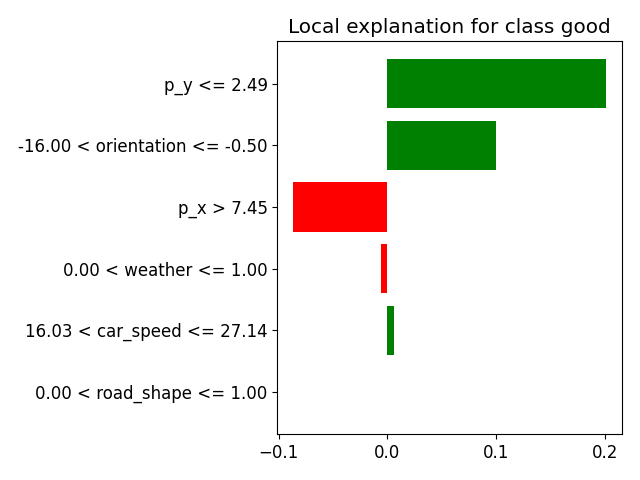 Local explanation for class good
p_y <= 2.49
-16.00 < orientation <= -0.50
p_x > 7.45
0.00 < weather <= 1.00
16.03 < car_speed <= 27.14
0.00 < road_shape <= 1.00
−0.1 0.0 0.1 0.2